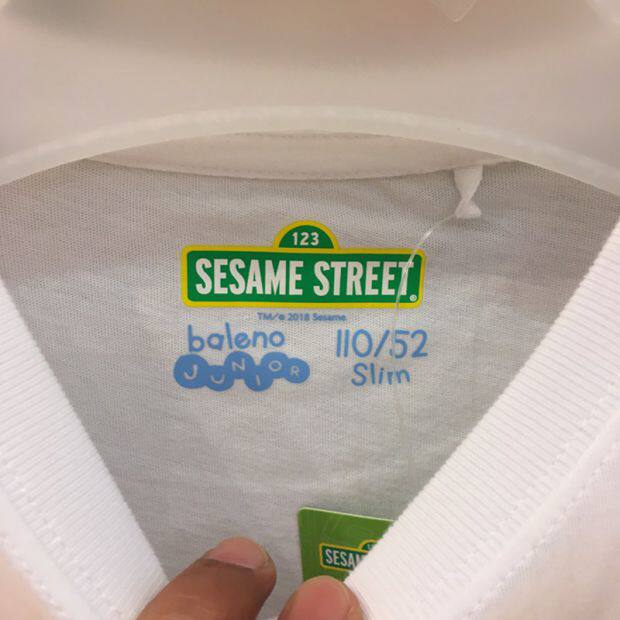 123
SESAME STREET®
TM/© 2018 Sesame
baleno
JUNIOR
110/52
Slim